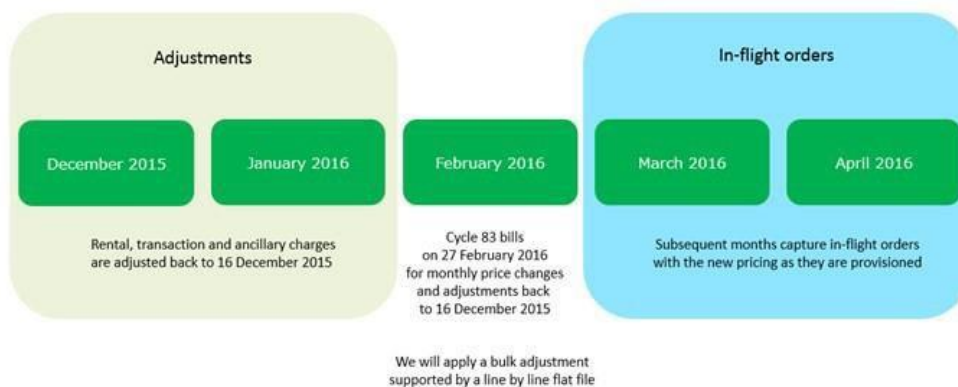 Adjustments
In-flight orders
December 2015
January 2016
February 2016
March 2016
April 2016
Rental, transaction and ancillary charges
are adjusted back to 16 December 2015
Cycle 83 bills
on 27 February 2016
for monthly price changes
and adjustments back
to 16 December 2015
Subsequent months capture in-flight orders
with the new pricing as they are provisioned
We will apply a bulk adjustment
supported by a line by line flat file